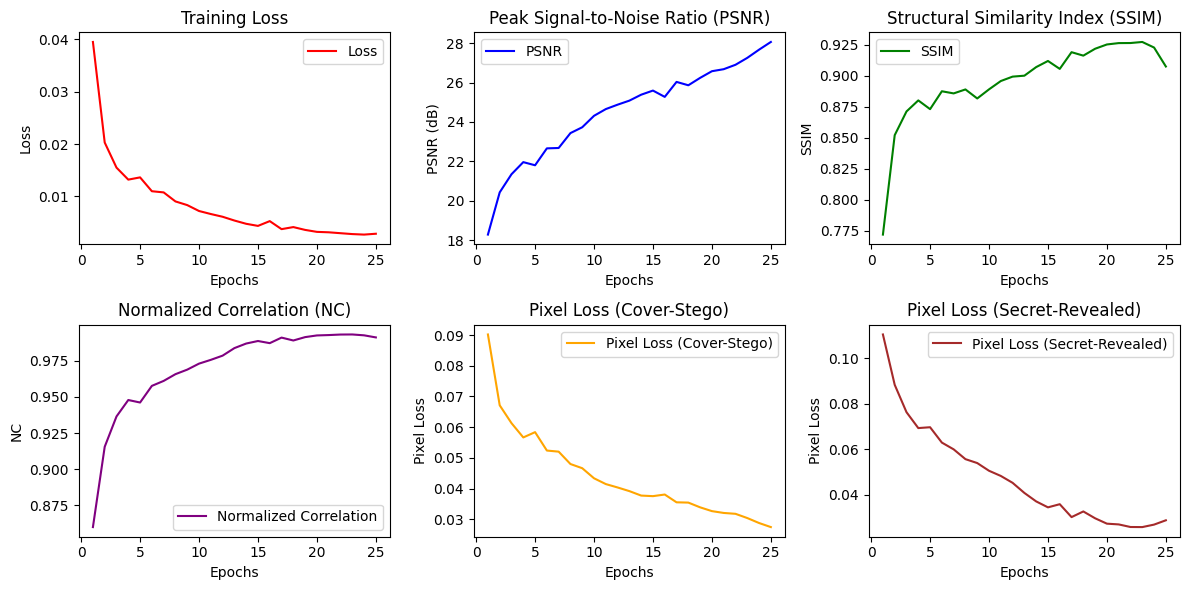 Training Loss
Loss
0.04
0.03
0.02
0.01
Loss
0 5 10 15 20 25
Epochs
Peak Signal-to-Noise Ratio (PSNR)
PSNR
28
26
24
22
20
18
PSNR (dB)
0 5 10 15 20 25
Epochs
Structural Similarity Index (SSIM)
SSIM
0.925
0.900
0.875
0.850
0.825
0.800
0.775
SSIM
0 5 10 15 20 25
Epochs
Normalized Correlation (NC)
0.975
0.950
0.925
0.900
0.875
NC
Normalized Correlation
0 5 10 15 20 25
Epochs
Pixel Loss (Cover-Stego)
Pixel Loss (Cover-Stego)
0.09
0.08
0.07
0.06
0.05
0.04
0.03
Pixel Loss
0 5 10 15 20 25
Epochs
Pixel Loss (Secret-Revealed)
Pixel Loss (Secret-Revealed)
0.10
0.08
0.06
0.04
Pixel Loss
0 5 10 15 20 25
Epochs